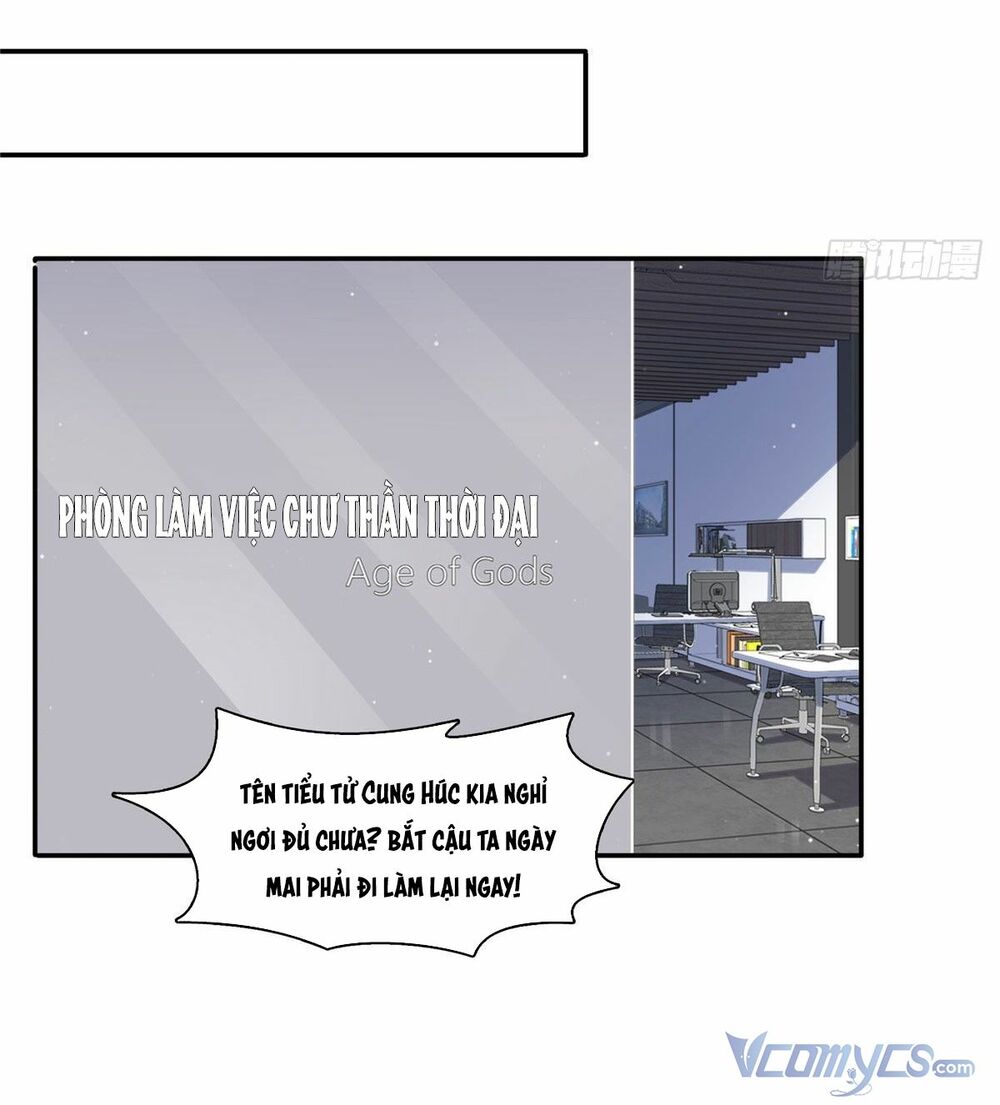 腾讯动漫
PHÒNG LÀM VIỆC CHƯ THẦN THỜI ĐẠI
Age of Gods
TÊN TIỂU TỬ CUNG HÚC KIA NGHỈ
NGƠI ĐỦ CHƯA? BẮT CẬU TA NGÀY
MAI PHẢI ĐI LÀM LẠI NGAY!
VCOMYCS.com